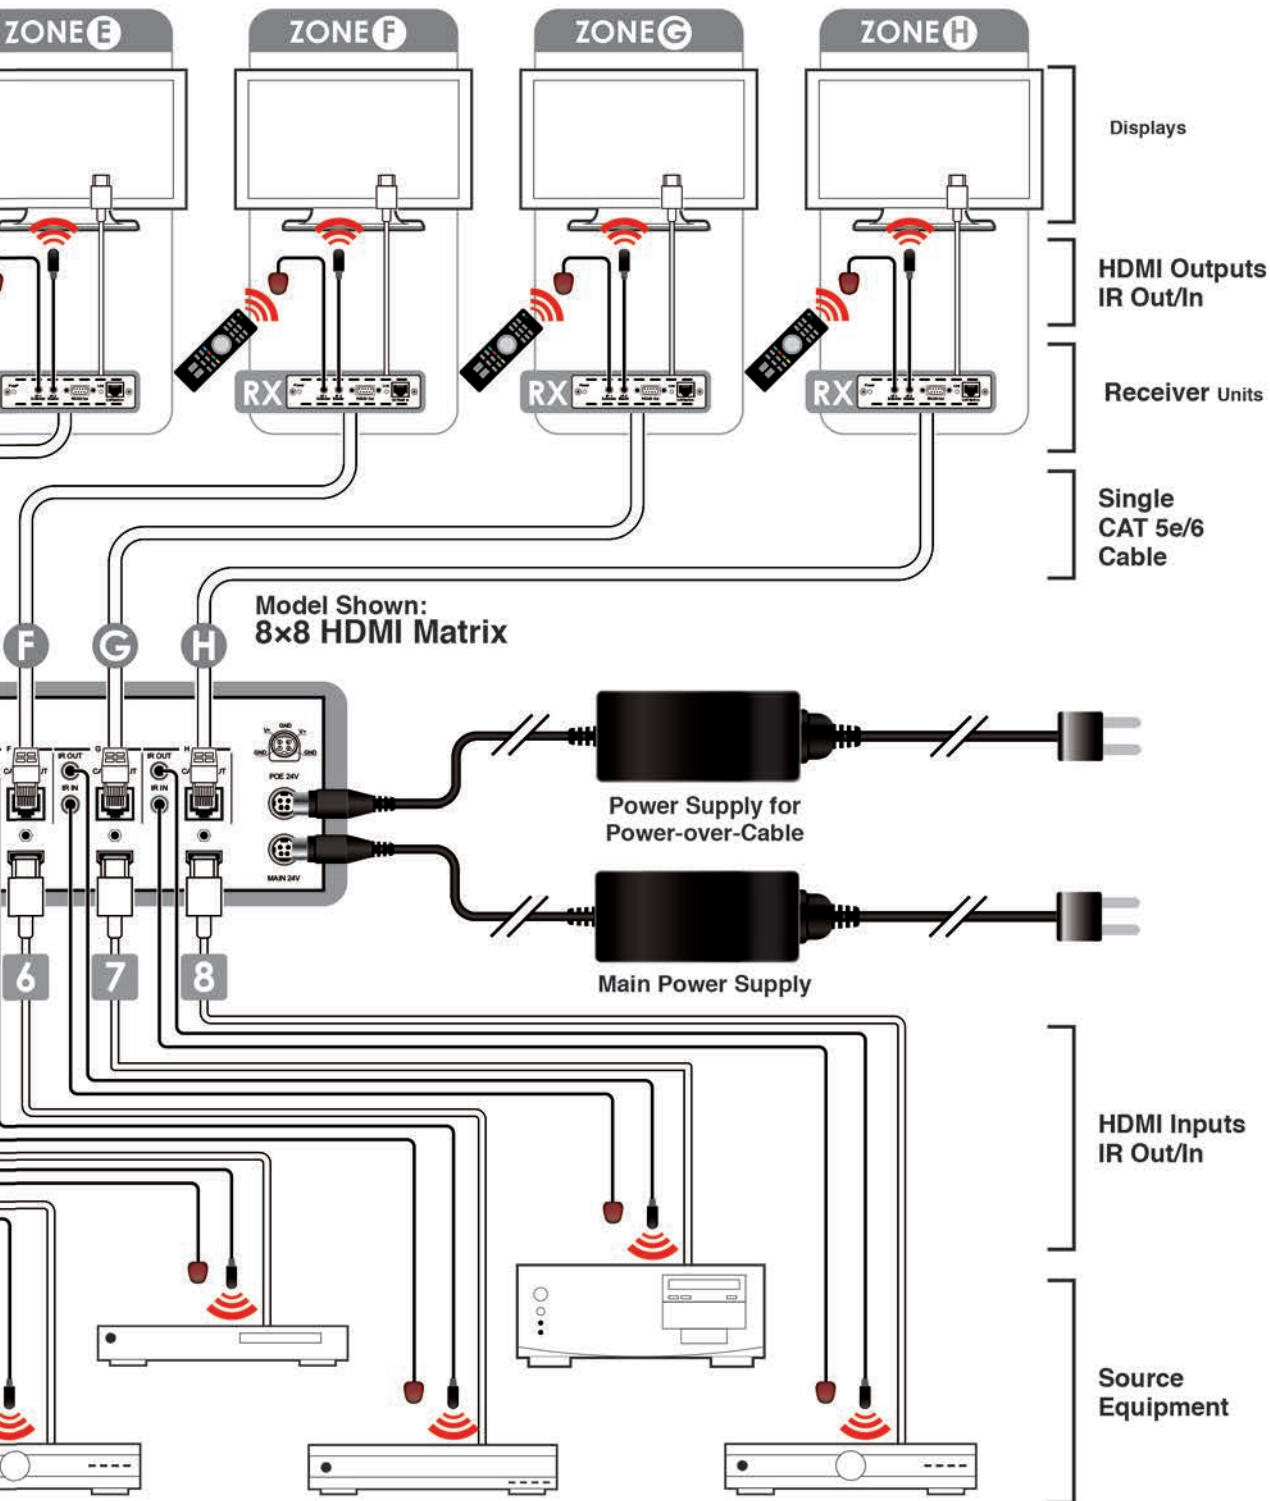 ZONE E
ZONE F
ZONE G
ZONE H
Displays
HDMI Outputs
IR Out/In
RX
RX
RX
Receiver Units
Single
CAT 5e/6
Cable
Model Shown:
8×8 HDMI Matrix
F
G
H
GND
V-
V+
GND
GND
F
IR OUT
G
IR OUT
H
POE 24V
IR IN
IR IN
MAIN 24V
Power Supply for
Power-over-Cable
Main Power Supply
6
7
8
HDMI Inputs
IR Out/In
Source
Equipment